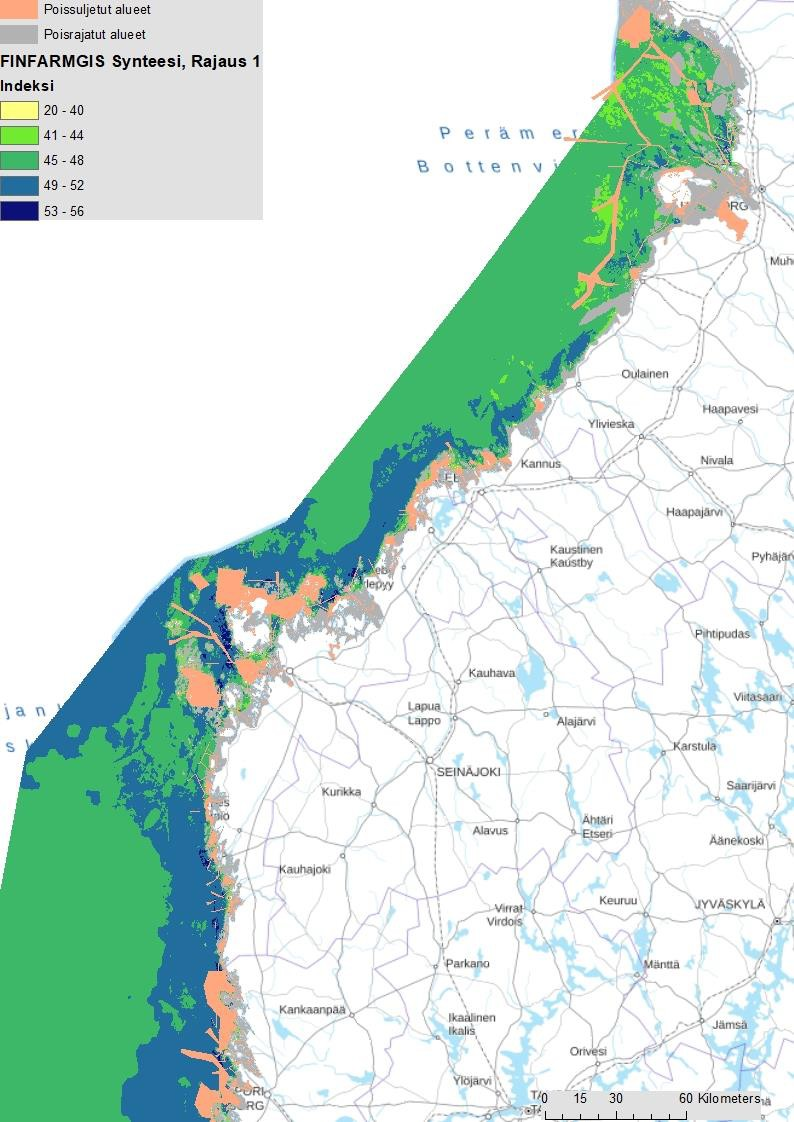 Poissuljetut alueet
Poisrajatut alueet
FINFARMGIS Synteesi, Rajaus 1
Indeksi
20 - 40
41 - 44
45 - 48
49 - 52
53 - 56
Perämer
Bottenvi
Muh
Oulainen
Haapavesi
Ylivieska
Nivala
Kannus
Haapajärvi
Kaustinen
Kaustby
Pyhäjärv
Pihtipudas
Kauhava
Viitasaari
Lapua
Lappo
Alajärvi
Karstula
SEINÄJOKI
Saarijärvi
Kurikka
Ähtäri
Etseri
Alavus
Äänekoski
Kauhajoki
Keuruu
JYVÄSKYLÄ
Virrat
Virdois
Parkano
Mänttä
Kankaanpää
Ikaalinen
Ikalis
Jämsä
Orivesi
Ylöjärvi
0 15 30 60 Kilometers